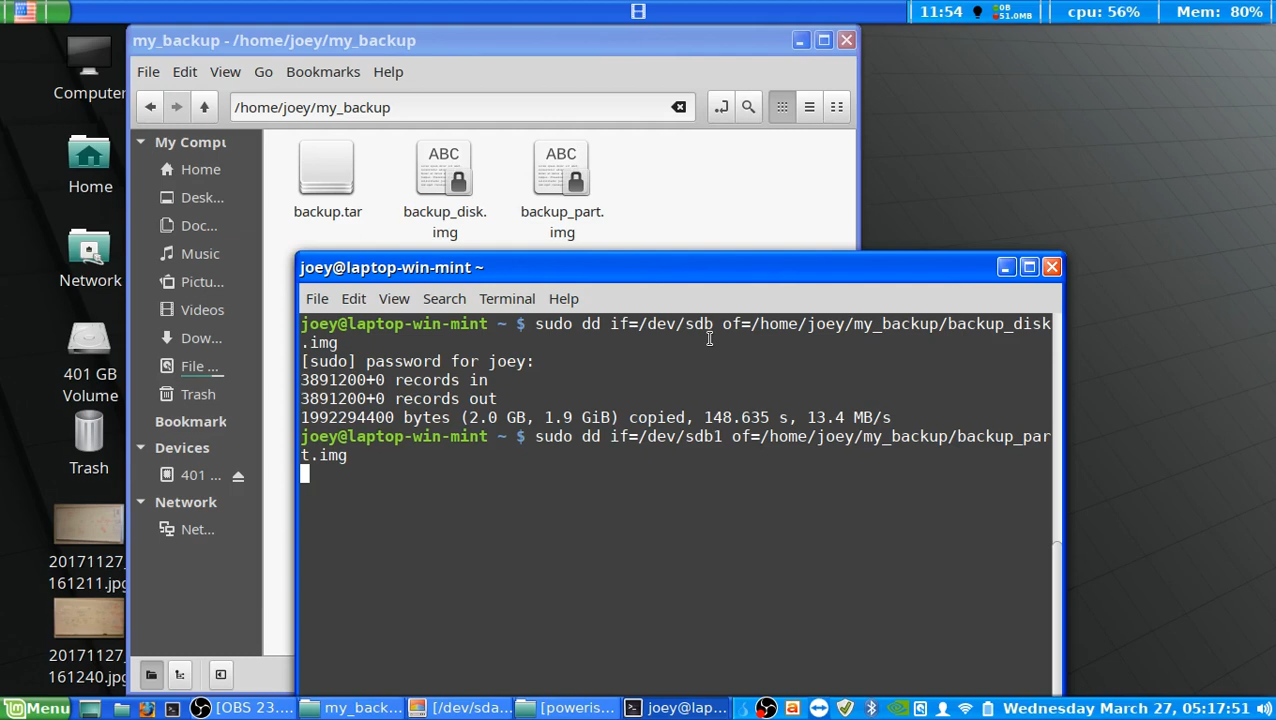 11:54
0B
51.0MB
cpu: 56%
Mem: 80%
my_backup - /home/joey/my_backup
File Edit View Go Bookmarks Help
/home/joey/my_backup
Computer
Home
Network
401 GB
Volume
Trash
20171127_
161211.jpg
20171127_
161240.jpg
My Compu
Home
Desk...
Doc...
Music
Pictu...
Videos
Dow...
File ...
Trash
Bookmark
Devices
401 ...
Network
Net...
ABC
ABC
backup.tar
backup_disk.
img
backup_part.
img
joey@laptop-win-mint ~
File Edit View Search Terminal Help
joey@laptop-win-mint ~ $ sudo dd if=/dev/sdb of=/home/joey/my_backup/backup_disk
.img
[sudo] password for joey:
3891200+0 records in
3891200+0 records out
1992294400 bytes (2.0 GB, 1.9 GiB) copied, 148.635 s, 13.4 MB/s
joey@laptop-win-mint ~ $ sudo dd if=/dev/sdb1 of=/home/joey/my_backup/backup_par
t.img
Menu
[OBS 23....
my_back...
[/dev/sda...
[poweris...
joey@lap...
Wednesday March 27, 05:17:51